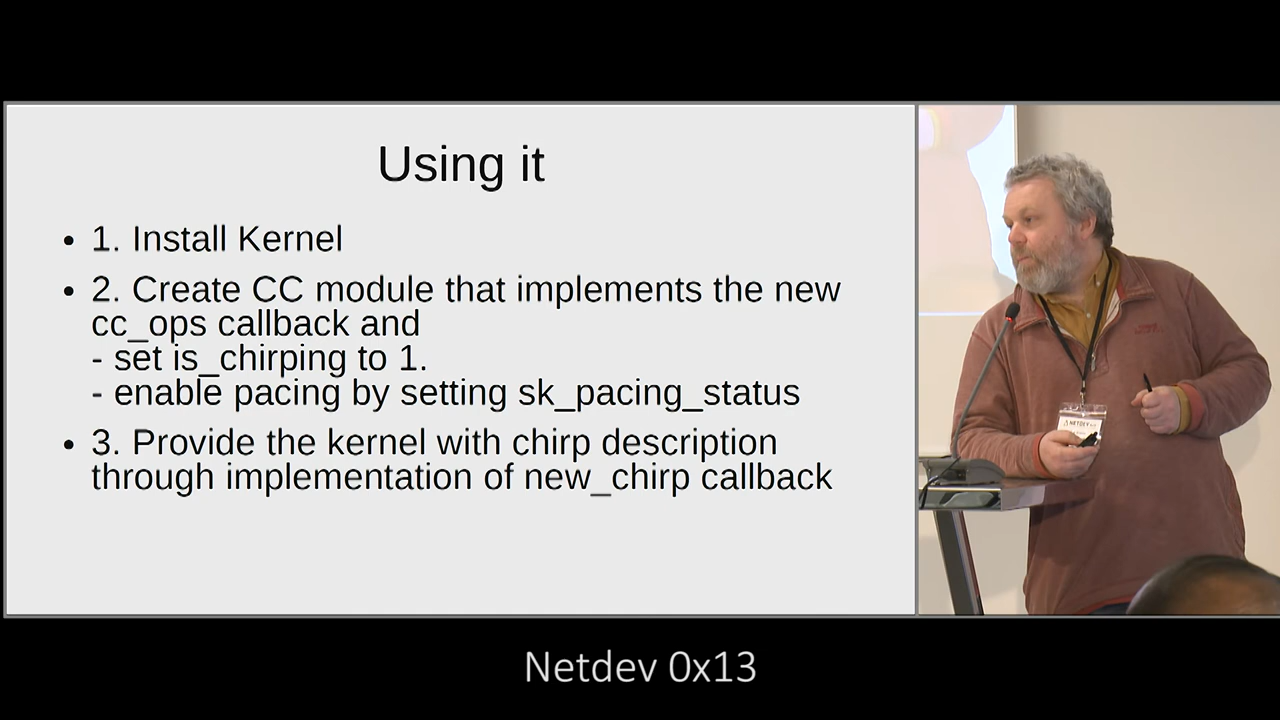 Using it
• 1. Install Kernel
• 2. Create CC module that implements the new
cc_ops callback and
- set is_chirping to 1.
- enable pacing by setting sk_pacing_status
• 3. Provide the kernel with chirp description
through implementation of new_chirp callback
NETDEV
Netdev 0x13